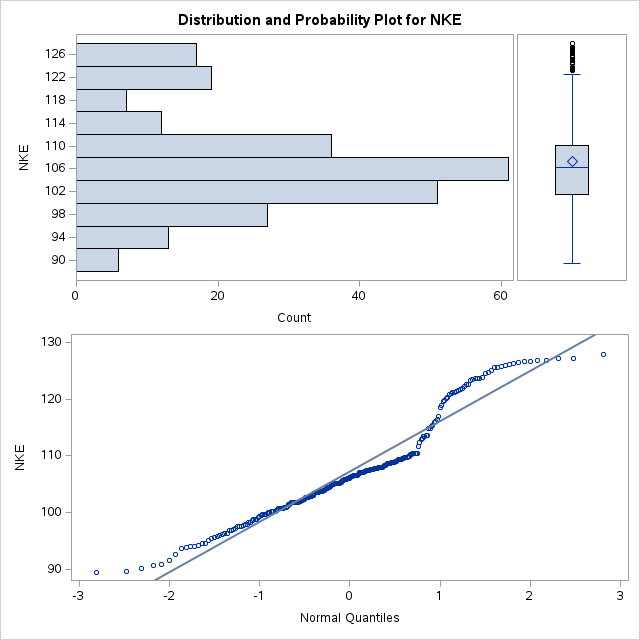 Distribution and Probability Plot for NKE
126
122
118
114
110
106
102
98
94
90
NKE
0 20 40 60
Count
130
120
110
100
90
NKE
-3 -2 -1 0 1 2 3
Normal Quantiles